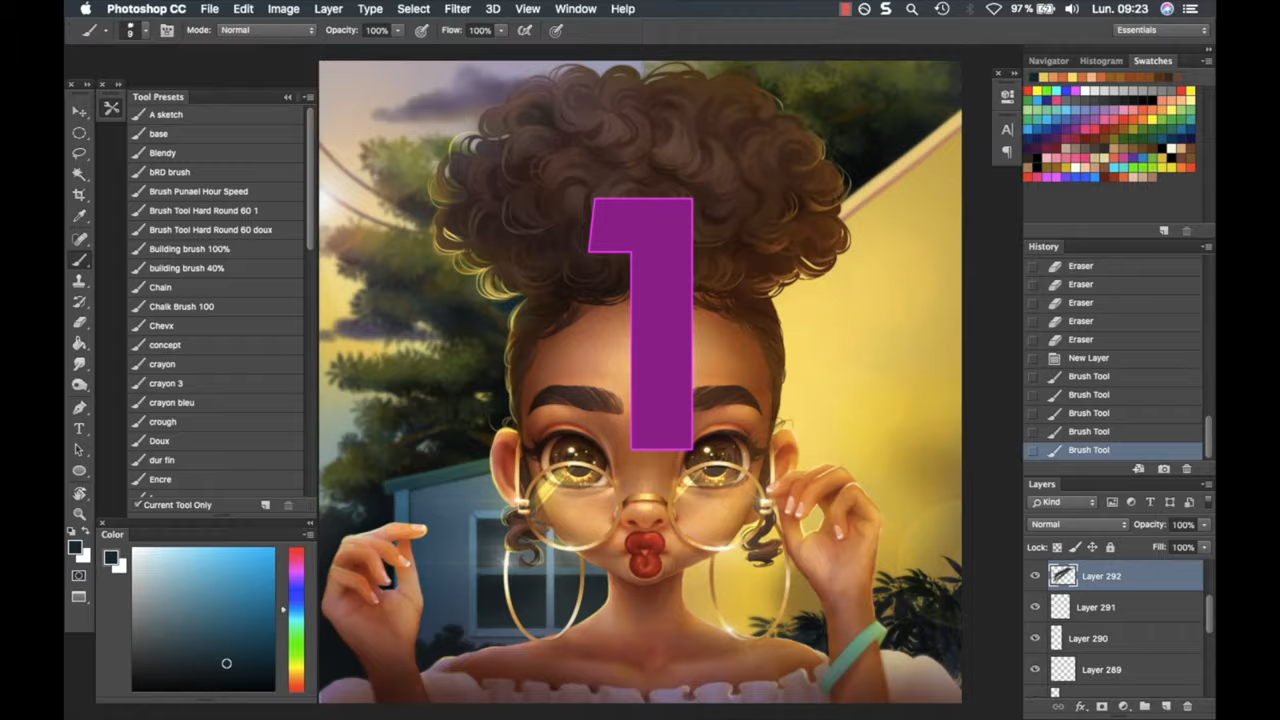 Photoshop CC File Edit Image Layer Type Select Filter 3D View Window Help 97% Lun. 09:23
9 Mode: Normal Opacity: 100% Flow: 100% Essentials
Navigator Histogram Swatches
Tool Presets
A sketch
base
Blendy
bRD brush
Brush Punael Hour Speed
Brush Tool Hard Round 60 1
Brush Tool Hard Round 60 doux
Building brush 100%
building brush 40%
Chain
Chalk Brush 100
Chevx
concept
crayon
crayon 3
crayon bleu
crough
Doux
dur fin
Encre
Current Tool Only
Color
1
History
Eraser
Eraser
Eraser
Eraser
Eraser
New Layer
Brush Tool
Brush Tool
Brush Tool
Brush Tool
Brush Tool
Layers
Kind
Normal Opacity: 100%
Lock: Fill: 100%
Layer 292
Layer 291
Layer 290
Layer 289